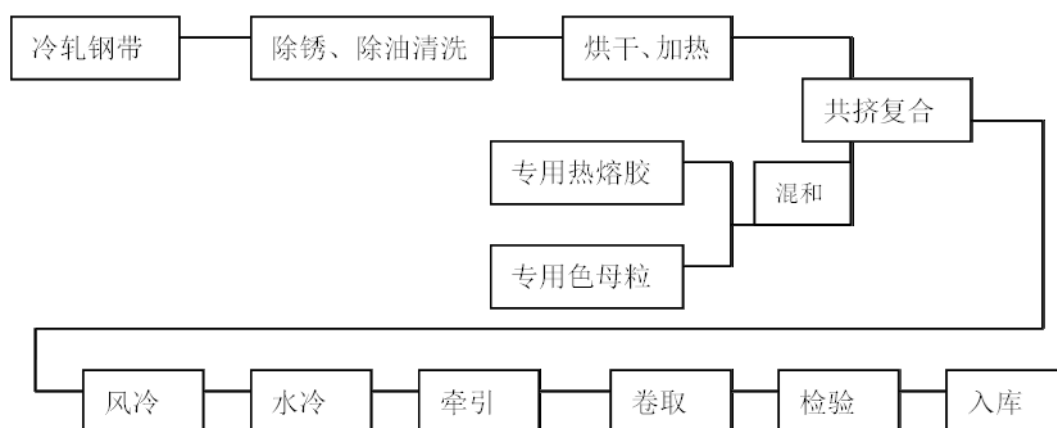 冷轧钢带
除锈、除油清洗
烘干、加热
共挤复合
专用热熔胶
混和
专用色母粒
风冷
水冷
牵引
卷取
检验
入库